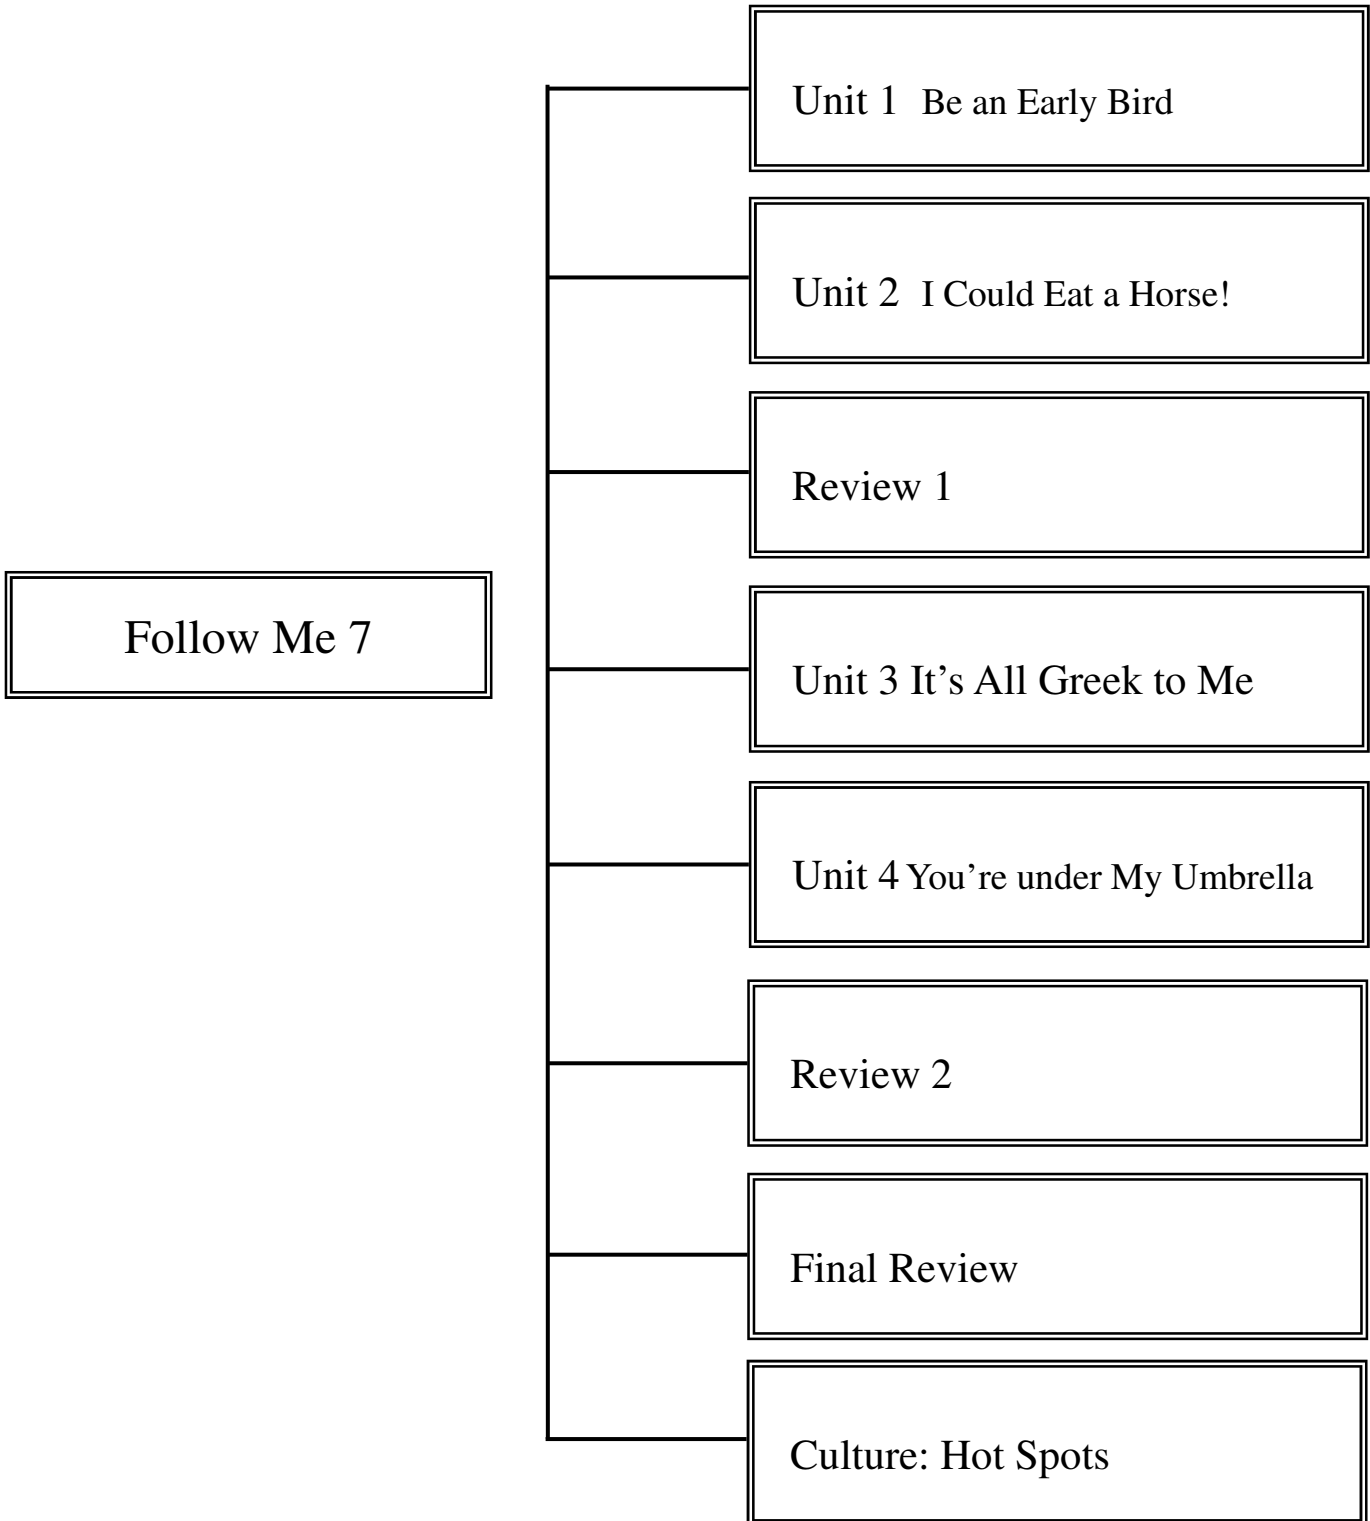 Unit 1 Be an Early Bird
Unit 2 I Could Eat a Horse!
Review 1
Follow Me 7
Unit 3 It's All Greek to Me
Unit 4 You're under My Umbrella
Review 2
Final Review
Culture: Hot Spots